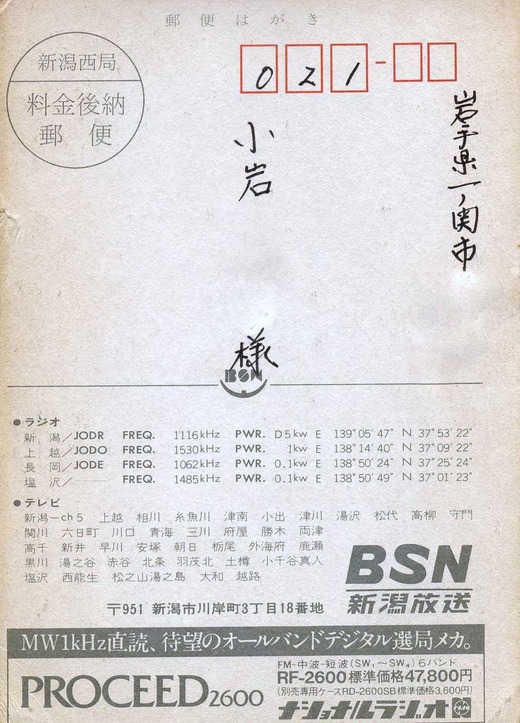 郵便はがき
新潟西局
料金後納
郵便
021-
岩手県一ノ関市
小岩
様
BSN
●ラジオ
新潟/JODR FREQ. 1116kHz PWR. D5kw E 139°05′47″ N 37°53′22″
上越/JODO FREQ. 1530kHz PWR. 1kw E 138°14′40″ N 37°09′22″
長岡/JODE FREQ. 1062kHz PWR. 0.1kw E 138°50′24″ N 37°25′24″
塩沢/ FREQ. 1485kHz PWR. 0.1kw E 138°50′49″ N 37°01′23″
●テレビ
新潟-ch5 上越 相川 糸魚川 津南 小出 津川 湯沢 松代 高柳 守門
関川 六日町 川口 青海 三川 府屋 勝木 両津
高千 新井 早川 安塚 朝日 栃尾 外海府 鹿瀬
黒川 湯之谷 赤谷 北条 羽茂北 土樽 小千谷真人
塩沢 西能生 松之山湯之島 大和 越路
BSN
新潟放送
〒951 新潟市川岸町3丁目18番地
MW1kHz直読、待望のオールバンドデジタル選局メカ。
PROCEED2600
FM-中波-短波(SW₁~SW₄)6バンド
RF-2600標準価格47,800円
(別売専用ケースRD-2600SB標準価格3,600円)
ナショナルラジオ